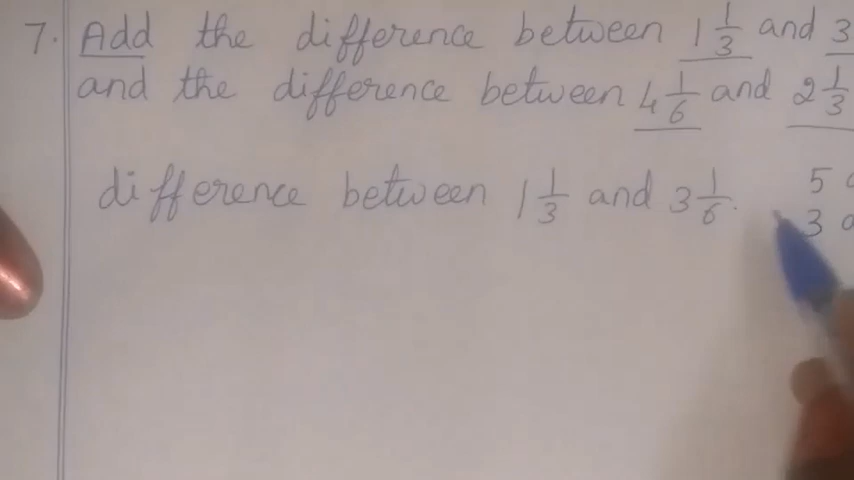 7. Add the difference between 1 1/3 and 3
and the difference between 4 1/6 and 2 1/3
difference between 1 1/3 and 3 1/6.
5
3